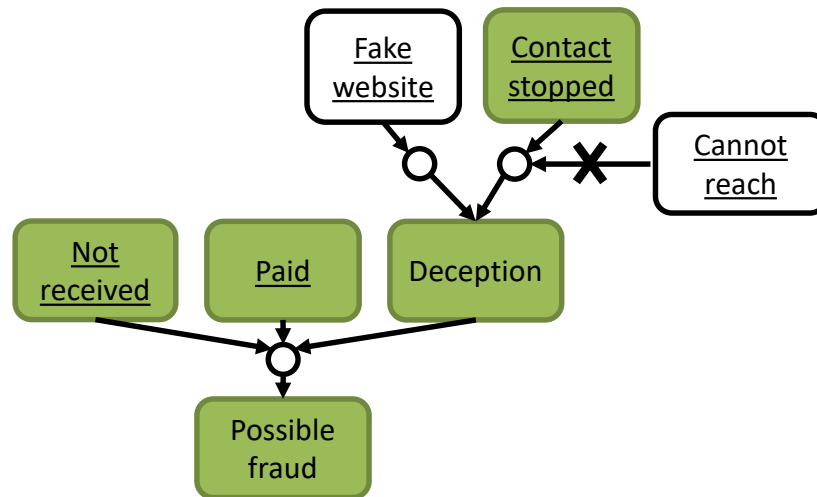 Fake
website
Contact
stopped
Cannot
reach
Not
received
Paid
Deception
Possible
fraud